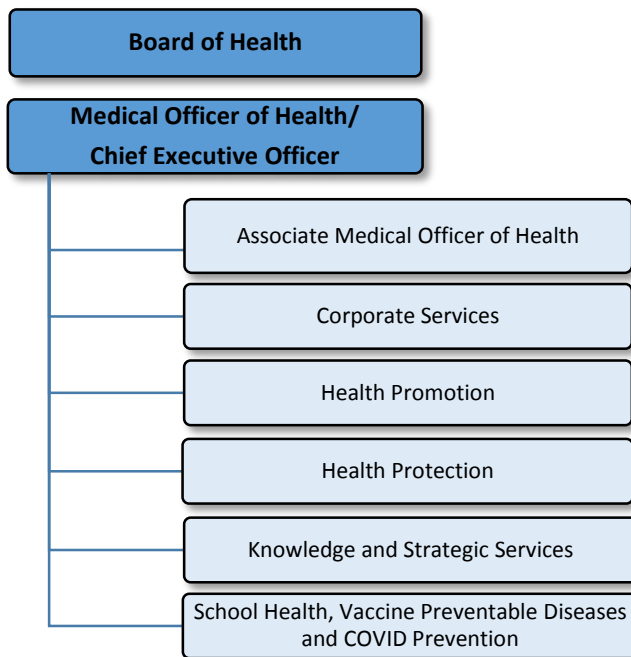 Board of Health
Medical Officer of Health/
Chief Executive Officer
Associate Medical Officer of Health
Corporate Services
Health Promotion
Health Protection
Knowledge and Strategic Services
School Health, Vaccine Preventable Diseases
and COVID Prevention